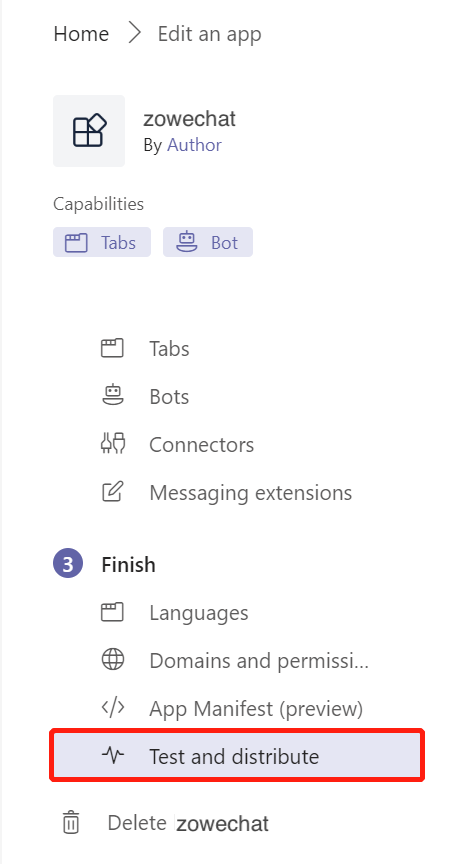 Home > Edit an app
zowechat
By Author
Capabilities
Tabs Bot
Tabs
Bots
Connectors
Messaging extensions
3 Finish
Languages
Domains and permissi...
App Manifest (preview)
Test and distribute
Delete zowechat